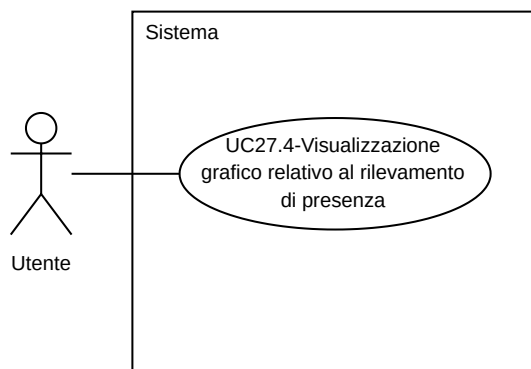 Sistema
UC27.4-Visualizzazione
grafico relativo al rilevamento
di presenza
Utente